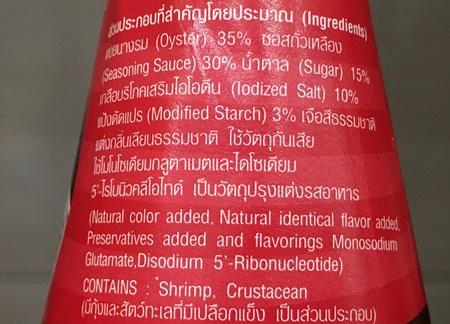 ส่วนประกอบที่สำคัญโดยประมาณ (Ingredients)
หอยนางรม (Oyster) 35% ซอสถั่วเหลือง
(Seasoning Sauce) 30% น้ำตาล (Sugar) 15%
เกลือบริโภคเสริมไอโอดีน (Iodized Salt) 10%
แป้งดัดแปร (Modified Starch) 3% เจือสีธรรมชาติ
แต่งกลิ่นเลียนธรรมชาติ ใช้วัตถุกันเสีย
ใช้โมโนโซเดียมกลูตาเมตและไดโซเดียม
5'-ไรโบนิวคลีโอไทด์ เป็นวัตถุปรุงแต่งรสอาหาร
(Natural color added, Natural identical flavor added,
Preservatives added and flavorings Monosodium
Glutamate,Disodium 5'-Ribonucleotide)
CONTAINS : Shrimp, Crustacean
(มีกุ้งและสัตว์ทะเลที่มีเปลือกแข็ง เป็นส่วนประกอบ)